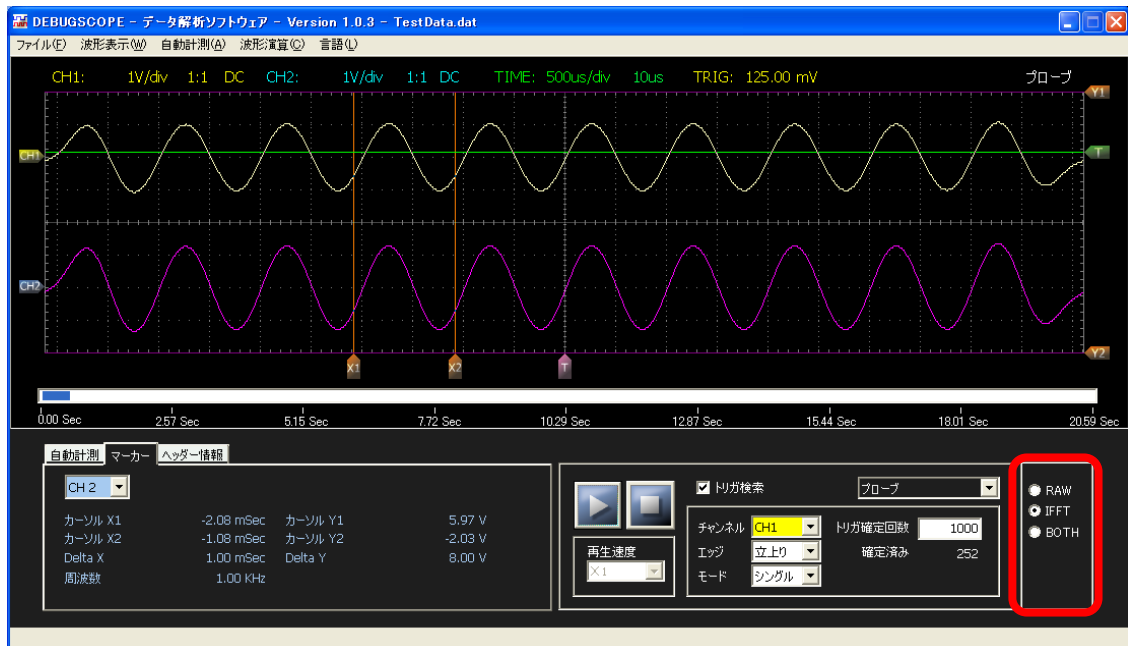 DEBUGSCOPE - データ解析ソフトウェア - Version 1.0.3 - TestData.dat
ファイル(F) 波形表示(W) 自動計測(A) 波形演算(C) 言語(L)
CH1: 1V/div 1:1 DC CH2: 1V/div 1:1 DC TIME: 500us/div 10us TRIG: 125.00 mV プローブ
Y1
CH1 T
CH2
Y2
X1 X2 T
0.00 Sec 2.57 Sec 5.15 Sec 7.72 Sec 10.29 Sec 12.87 Sec 15.44 Sec 18.01 Sec 20.59 Sec
自動計測 マーカー ヘッダー情報
CH 2
カーソル X1 -2.08 mSec カーソル Y1 5.97 V
カーソル X2 -1.08 mSec カーソル Y2 -2.03 V
Delta X 1.00 mSec Delta Y 8.00 V
周波数 1.00 KHz
再生速度
X 1
トリガ検索 プローブ
チャンネル CH1 トリガ確定回数 1000
エッジ 立上り 確定済み 252
モード シングル
RAW
IFFT
BOTH